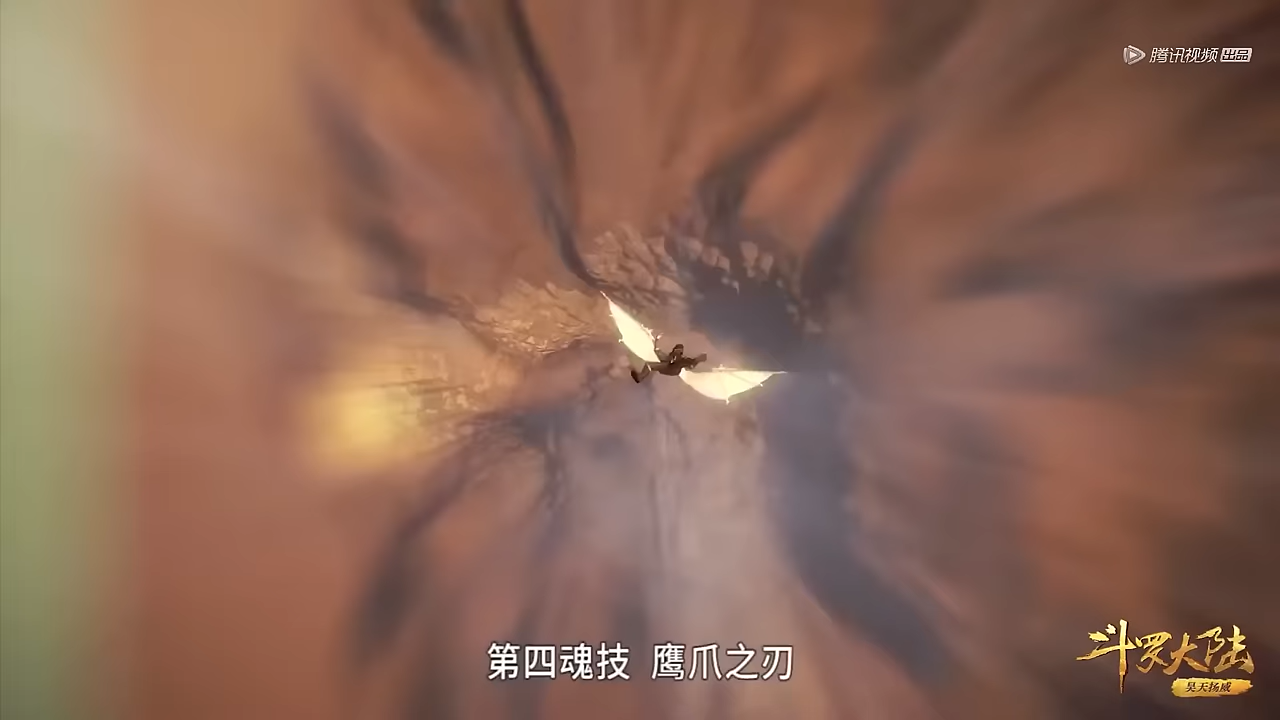 腾讯视频 出品
第四魂技 鹰爪之刃
斗罗大陆
昊天扬威